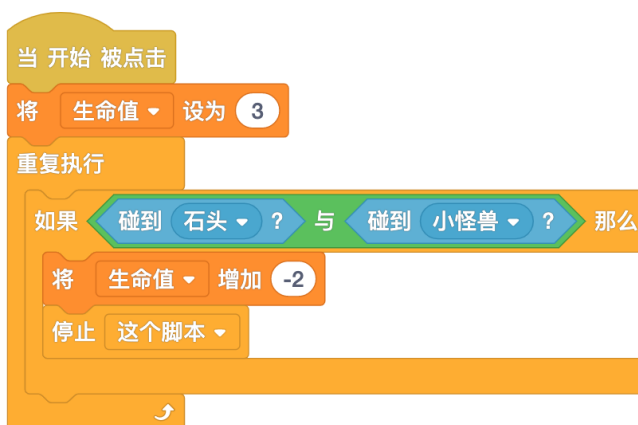 当 开始 被点击
将 生命值 设为 3
重复执行
如果 碰到 石头 ? 与 碰到 小怪兽 ? 那么
将 生命值 增加 -2
停止 这个脚本